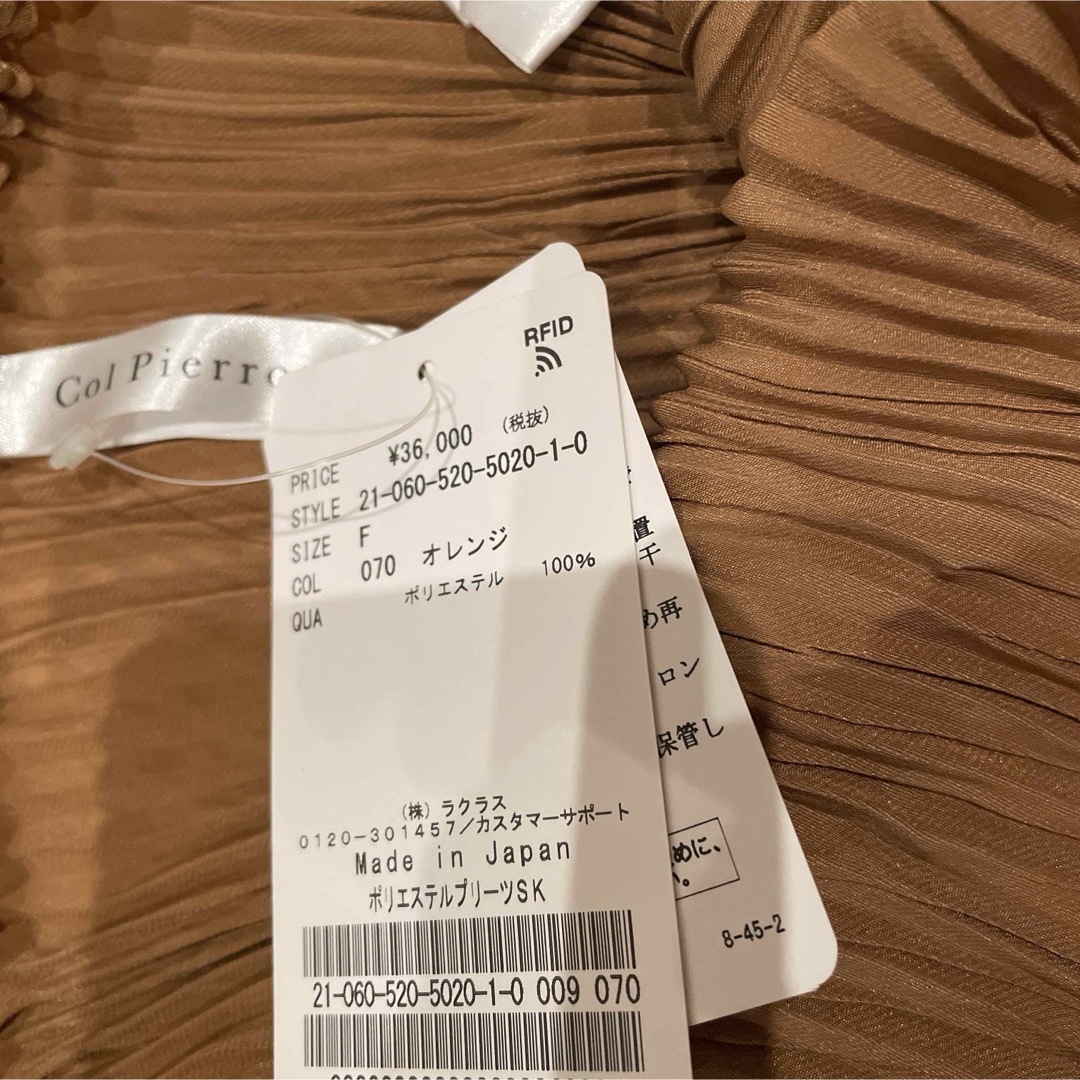 Col Pierro
RFID
PRICE ¥36,000 (税抜)
STYLE 21-060-520-5020-1-0
SIZE F
COL 070 オレンジ
QUA ポリエステル 100%
(株)ラクラス
0120-301457/カスタマーサポート
Made in Japan
ポリエステルプリーツSK
21-060-520-5020-1-0 009 070
置
干
め再
ロン
保管し
めに、
。
8-45-2